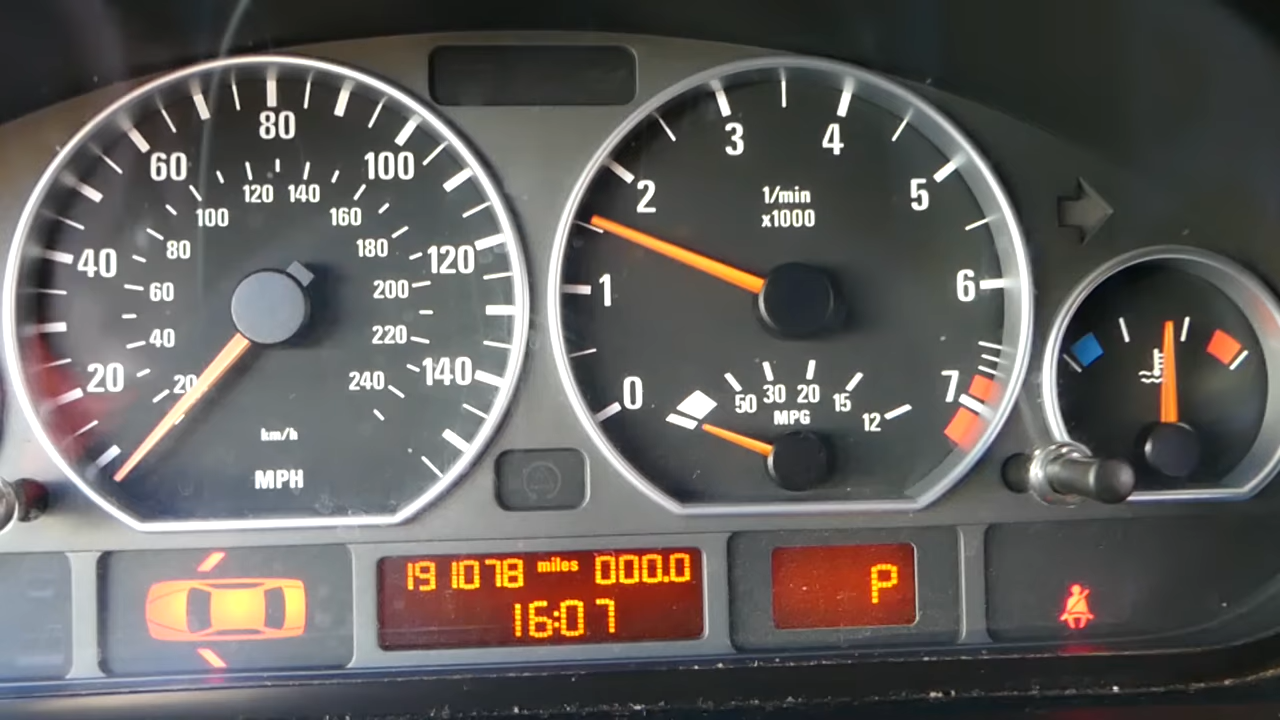 20 40 60 80 100 120 140
20 40 60 80 100 120 140 160 180 200 220 240
km/h
MPH
0 1 2 3 4 5 6 7
1/min
x1000
50 30 20 15 12
MPG
191078 miles 000.0
16:07
P